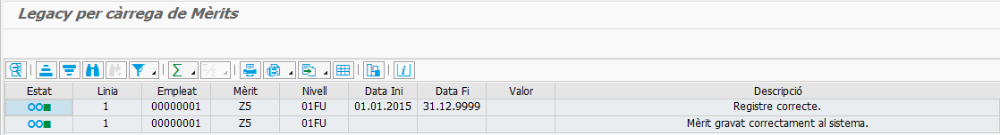 Legacy per càrrega de Mèrits
Estat Linia Empleat Mèrit Nivell Data Ini Data Fi Valor Descripció
1 00000001 Z5 01FU 01.01.2015 31.12.9999 Registre correcte.
1 00000001 Z5 01FU Mèrit gravat correctament al sistema.